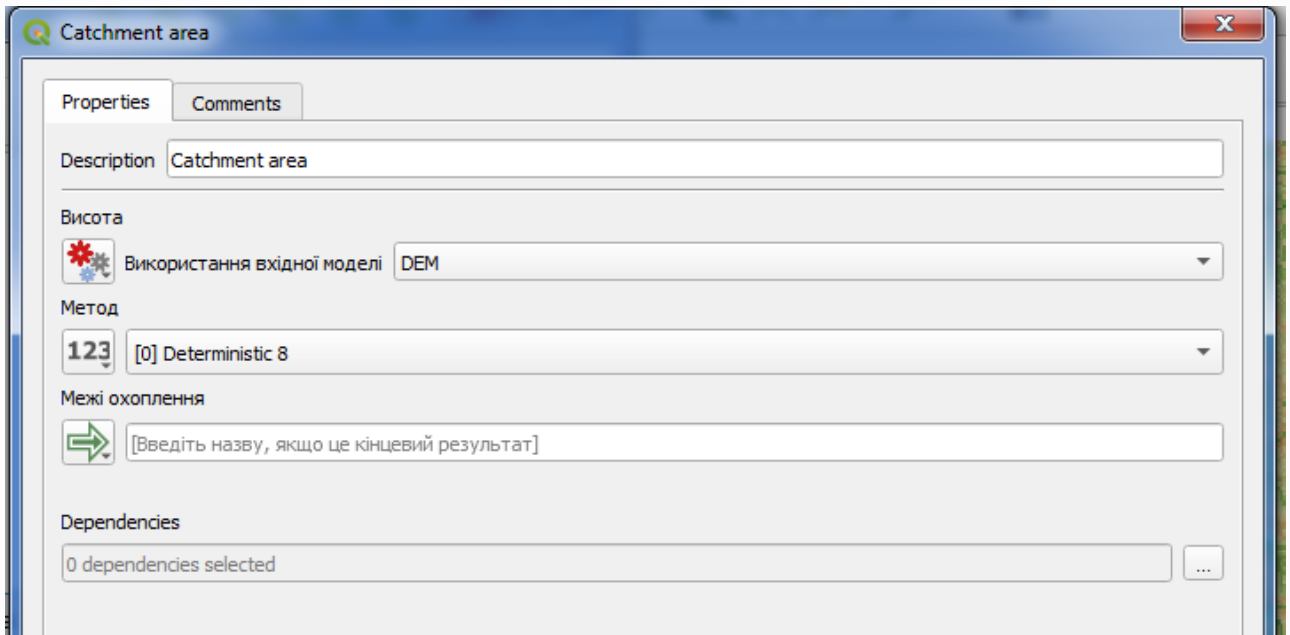 Catchment area
Properties Comments
Description Catchment area
Висота
Використання вхідної моделі DEM
Метод
123 [0] Deterministic 8
Межі охоплення
[Введіть назву, якщо це кінцевий результат]
Dependencies
0 dependencies selected ...